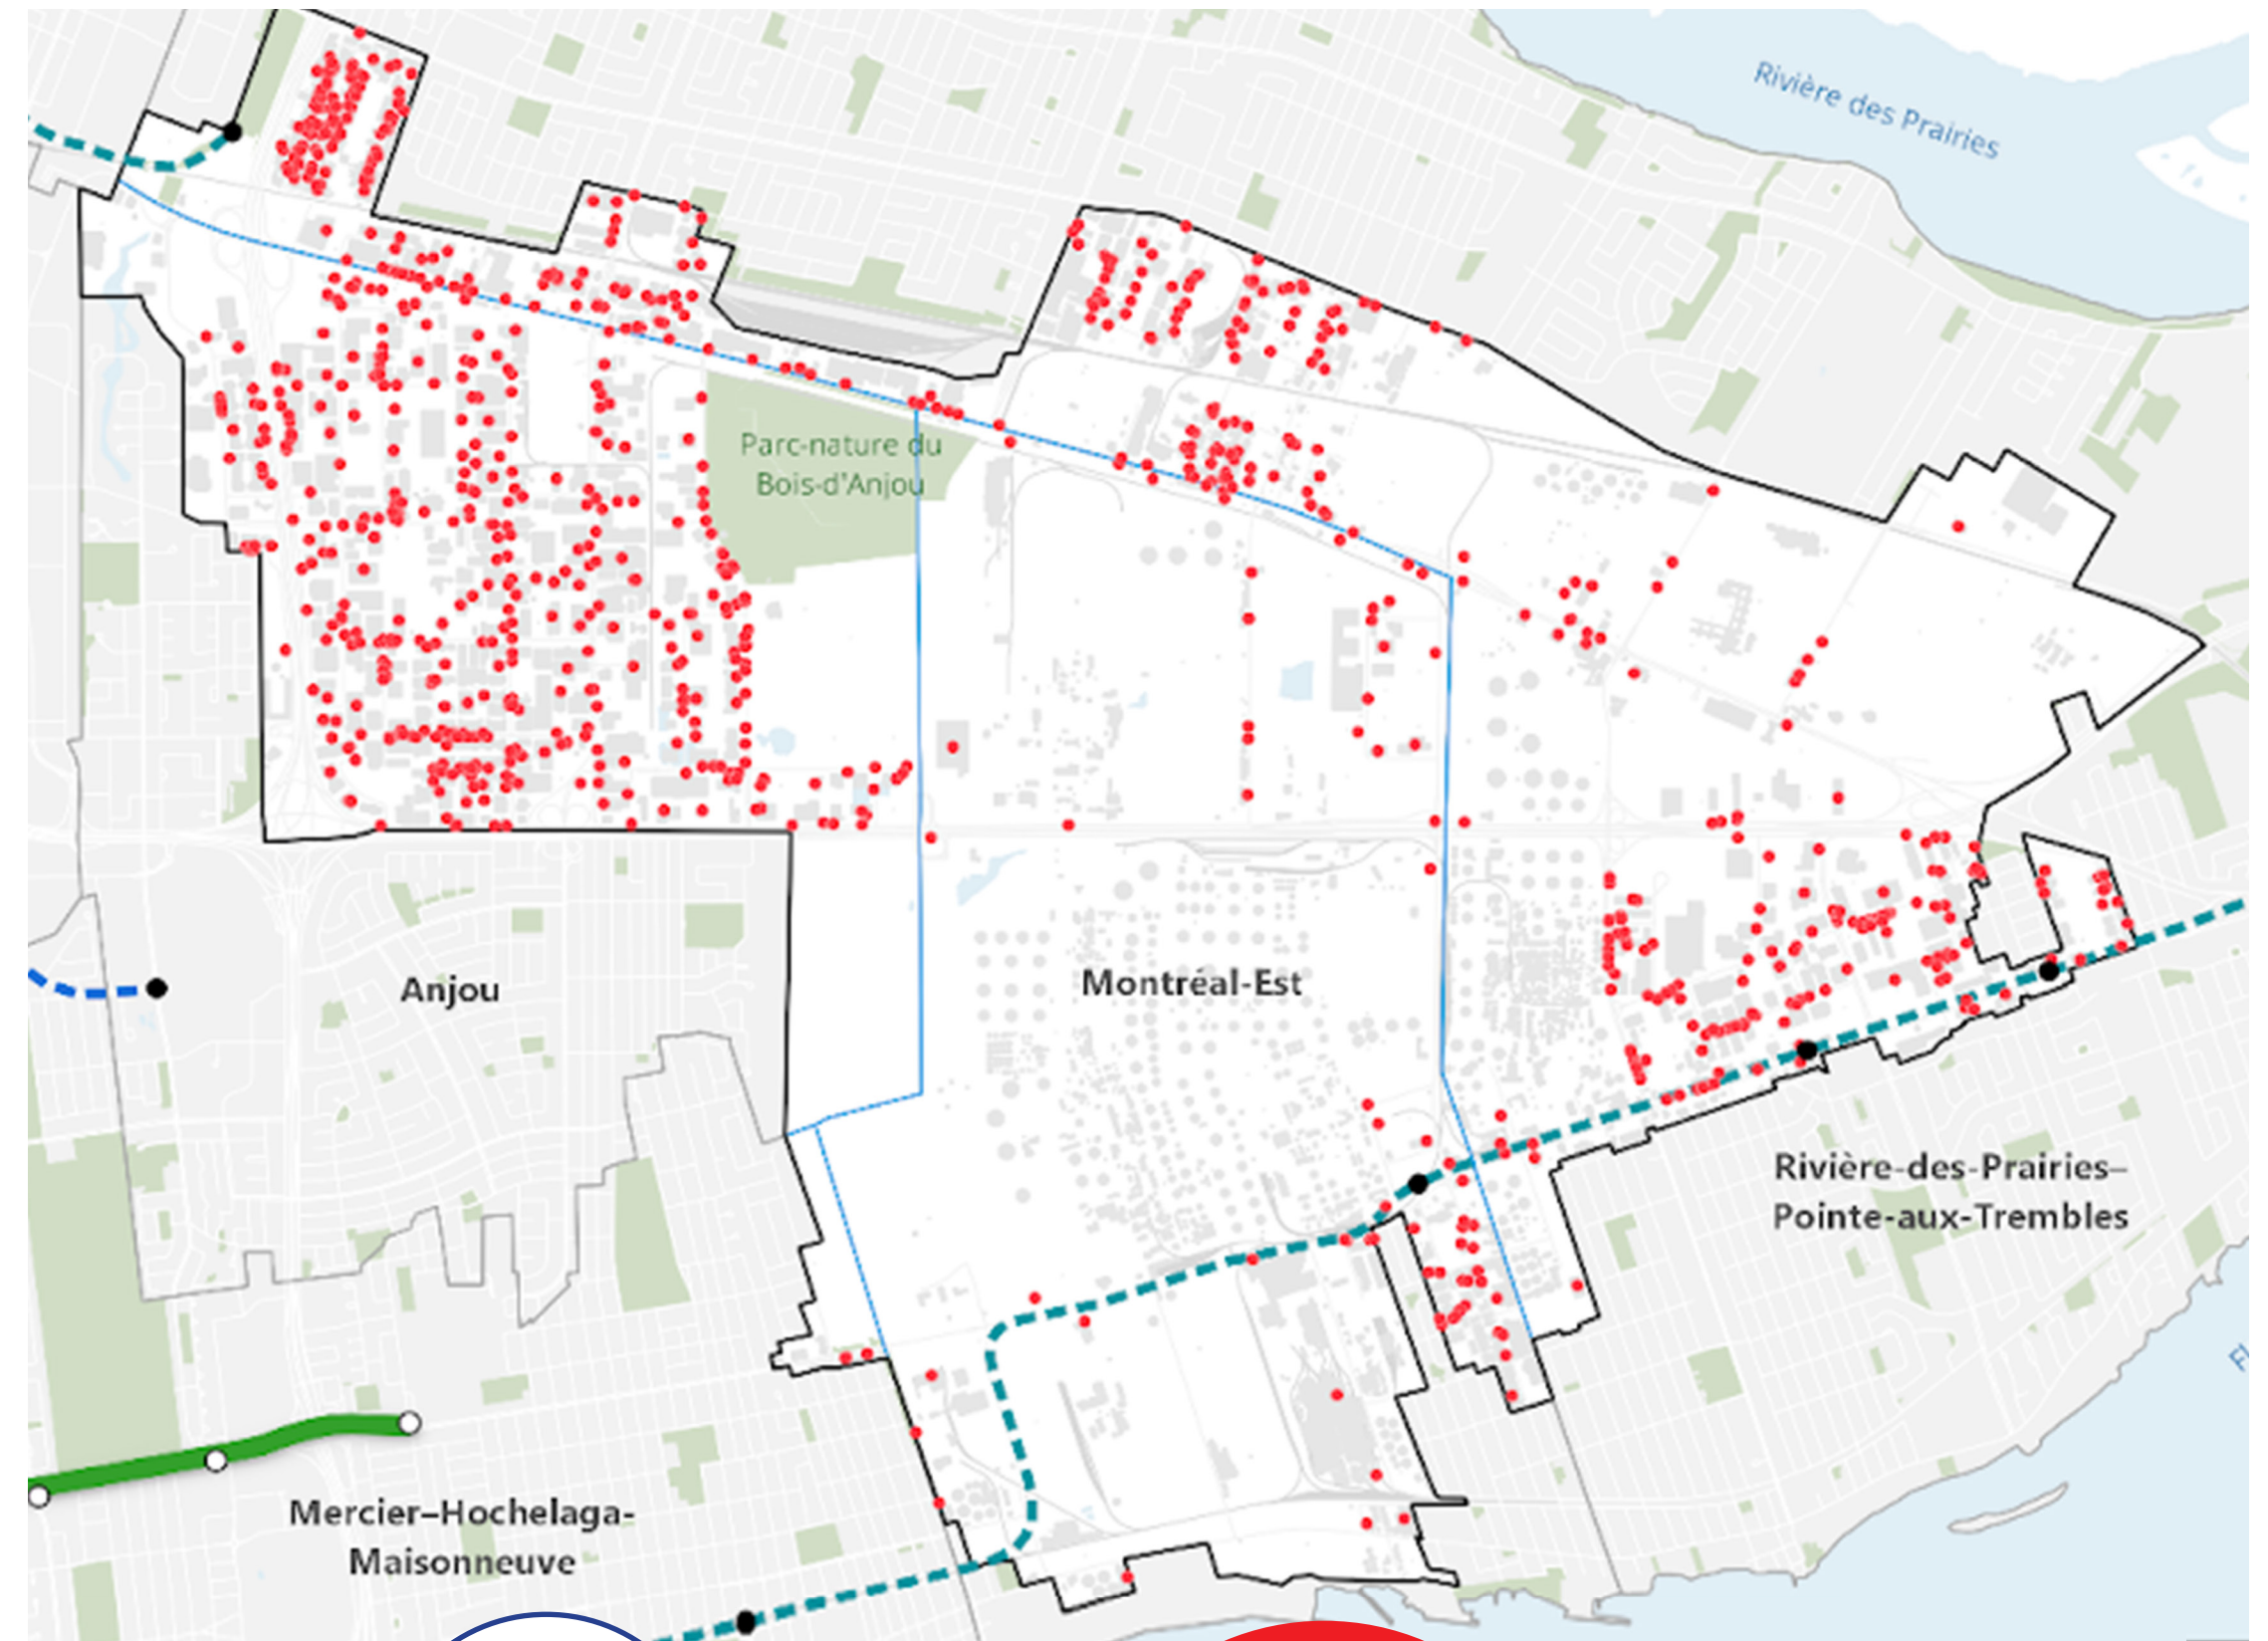 Rivière des Prairies
Parc-nature du
Bois-d'Anjou
Anjou
Montréal-Est
Rivière-des-Prairies–
Pointe-aux-Trembles
Mercier–Hochelaga-
Maisonneuve